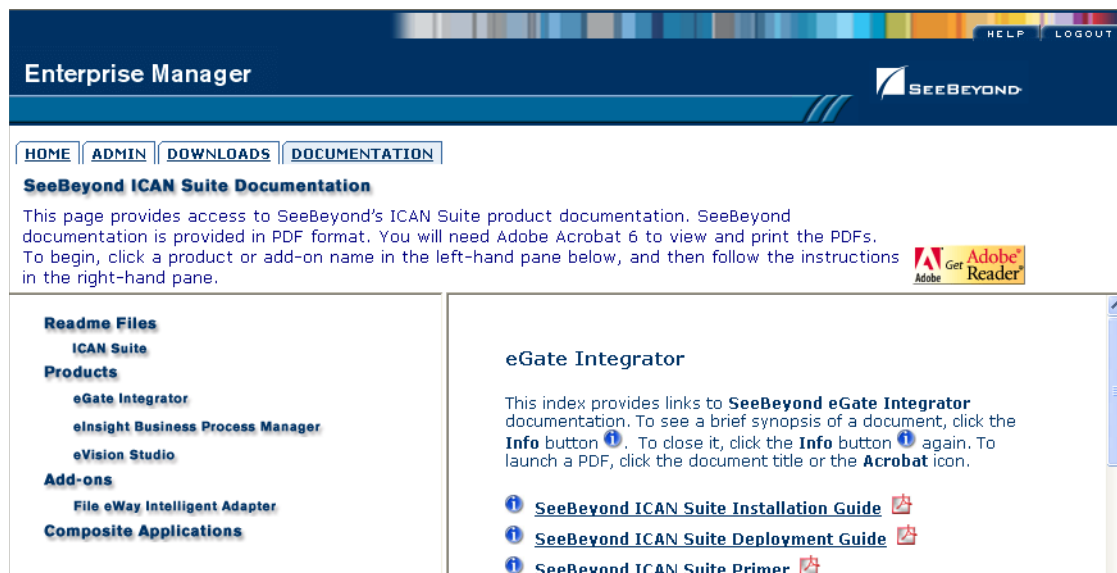 HELP LOGOUT
Enterprise Manager
SEEBEYOND
HOME ADMIN DOWNLOADS DOCUMENTATION
SeeBeyond ICAN Suite Documentation
This page provides access to SeeBeyond's ICAN Suite product documentation. SeeBeyond
documentation is provided in PDF format. You will need Adobe Acrobat 6 to view and print the PDFs.
To begin, click a product or add-on name in the left-hand pane below, and then follow the instructions
in the right-hand pane.
Adobe Get Adobe® Reader®
Readme Files
ICAN Suite
Products
eGate Integrator
eInsight Business Process Manager
eVision Studio
Add-ons
File eWay Intelligent Adapter
Composite Applications
eGate Integrator
This index provides links to SeeBeyond eGate Integrator
documentation. To see a brief synopsis of a document, click the
Info button i. To close it, click the Info button i again. To
launch a PDF, click the document title or the Acrobat icon.
i SeeBeyond ICAN Suite Installation Guide
i SeeBeyond ICAN Suite Deployment Guide
i SeeBeyond ICAN Suite Primer